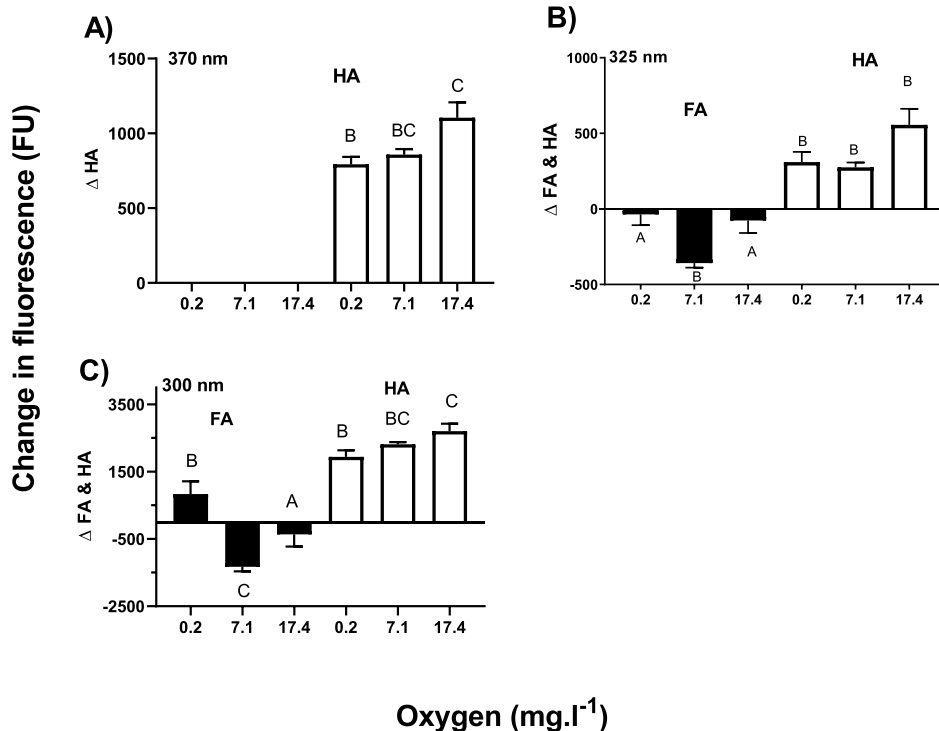 A)
370 nm
HA
1500
1000
500
0
Δ HA
B
BC
C
0.2 7.1 17.4 0.2 7.1 17.4
B)
325 nm
HA
FA
1000
500
0
-500
Δ FA & HA
A
B
A
B
B
B
0.2 7.1 17.4 0.2 7.1 17.4
C)
300 nm
HA
FA
3500
1500
-500
-2500
Δ FA & HA
B
C
A
B
BC
C
0.2 7.1 17.4 0.2 7.1 17.4
Change in fluorescence (FU)
Oxygen (mg.l⁻¹)